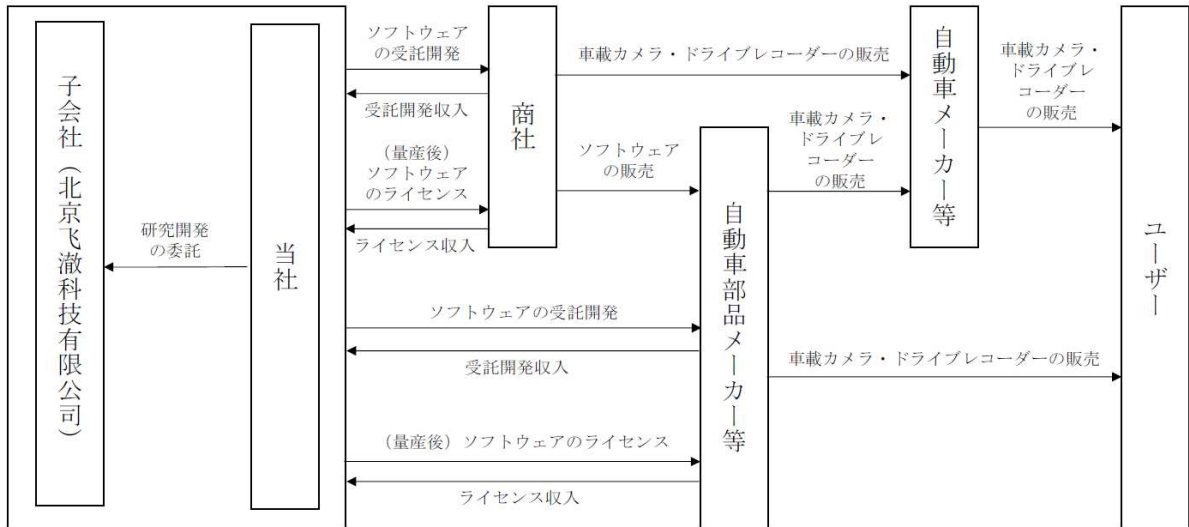 子会社（北京飞澈科技有限公司）
研究開発
の委託
当社
ソフトウェア
の受託開発
受託開発収入
（量産後）
ソフトウェア
のライセンス
ライセンス収入
ソフトウェアの受託開発
受託開発収入
（量産後）ソフトウェアのライセンス
ライセンス収入
商社
車載カメラ・ドライブレコーダーの販売
ソフトウェア
の販売
自動車部品メーカー等
車載カメラ・
ドライブレ
コーダー
の販売
車載カメラ・ドライブレコーダーの販売
自動車メーカー等
車載カメラ・
ドライブレ
コーダー
の販売
ユーザー